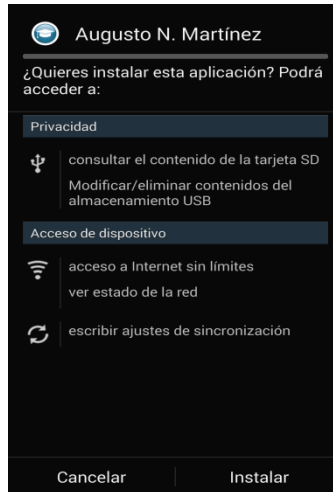 Augusto N. Martínez
¿Quieres instalar esta aplicación? Podrá
acceder a:
Privacidad
consultar el contenido de la tarjeta SD
Modificar/eliminar contenidos del
almacenamiento USB
Acceso de dispositivo
acceso a Internet sin límites
ver estado de la red
escribir ajustes de sincronización
Cancelar
Instalar